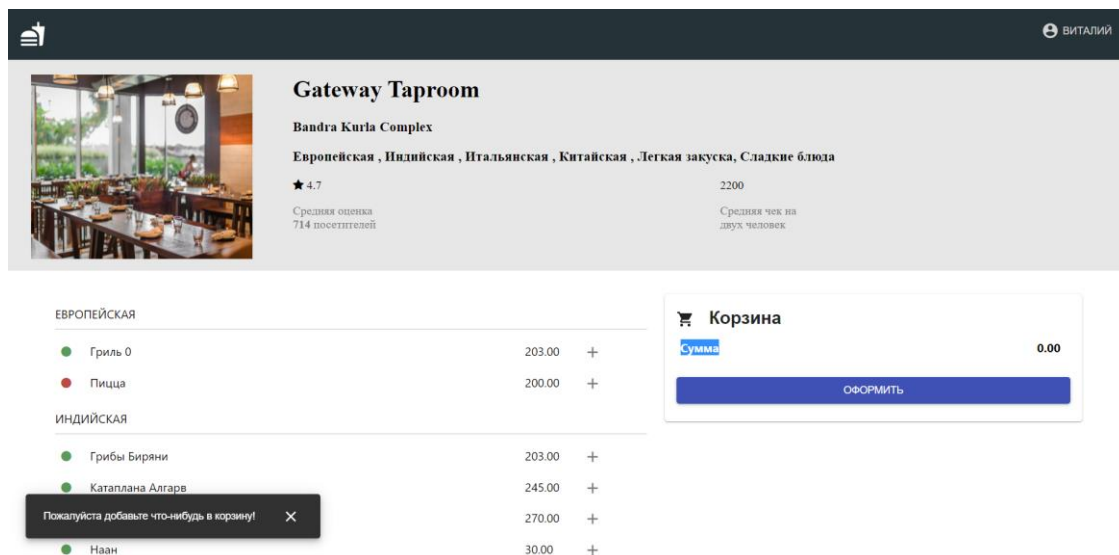 ВИТАЛИЙ
Gateway Taproom
Bandra Kurla Complex
Европейская , Индийская , Итальянская , Китайская , Легкая закуска, Сладкие блюда
4.7
2200
Средняя оценка
714 посетителей
Средняя чек на
двух человек
ЕВРОПЕЙСКАЯ
Гриль 0 203.00 +
Пицца 200.00 +
ИНДИЙСКАЯ
Грибы Биряни 203.00 +
Катаплана Алгарв 245.00 +
270.00 +
Наан 30.00 +
Корзина
Сумма 0.00
ОФОРМИТЬ
Пожалуйста добавьте что-нибудь в корзину! ×